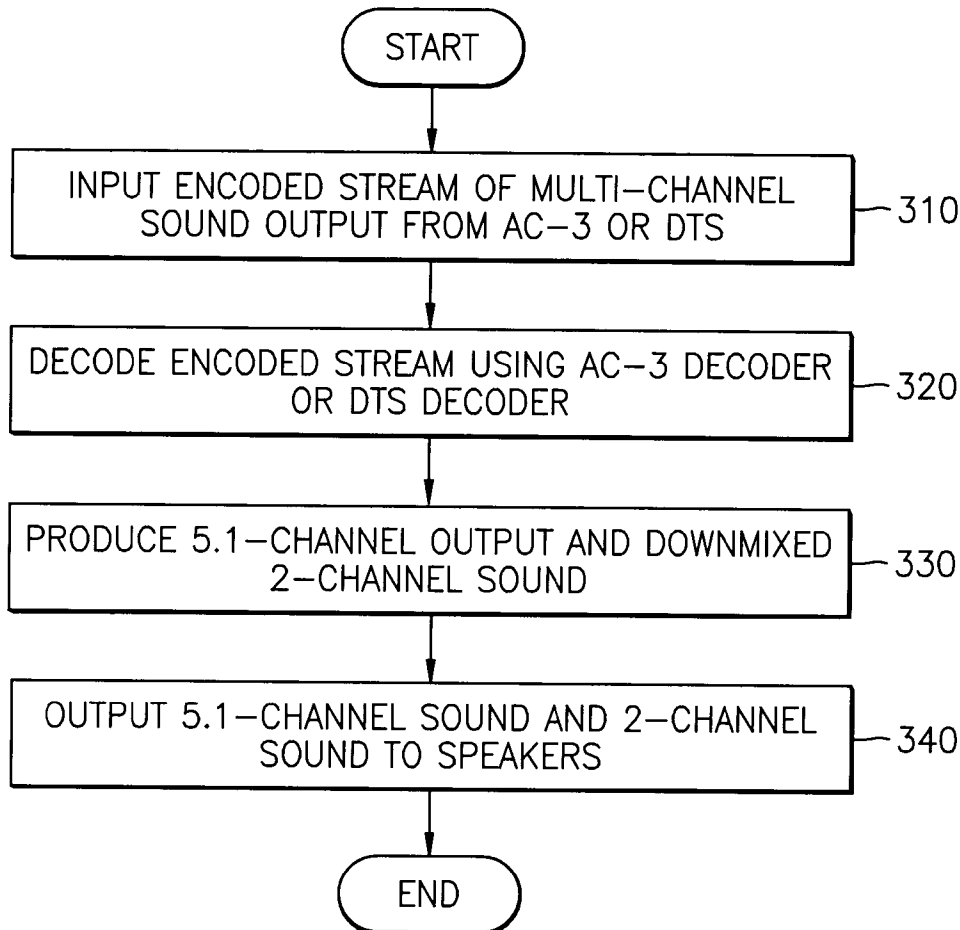 START
INPUT ENCODED STREAM OF MULTI-CHANNEL
SOUND OUTPUT FROM AC-3 OR DTS
310
DECODE ENCODED STREAM USING AC-3 DECODER
OR DTS DECODER
320
PRODUCE 5.1-CHANNEL OUTPUT AND DOWNMIXED
2-CHANNEL SOUND
330
OUTPUT 5.1-CHANNEL SOUND AND 2-CHANNEL
SOUND TO SPEAKERS
340
END